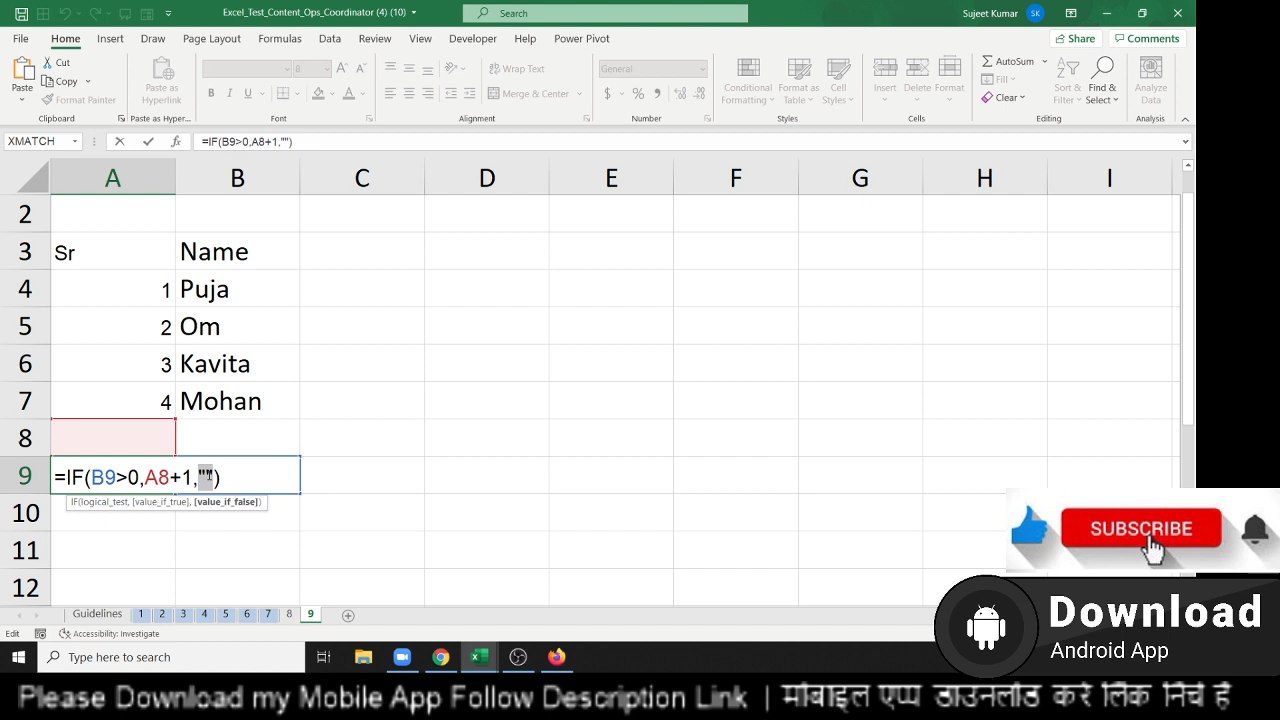 Excel_Test_Content_Ops_Coordinator (4) (10)
Search
Sujeet Kumar
SK
File Home Insert Draw Page Layout Formulas Data Review View Developer Help Power Pivot
Share Comments
Paste
Cut
Copy
Format Painter
Clipboard
Paste as
Hyperlink
Paste as Hyper...
8
B I U
Font
Wrap Text
Merge & Center
Alignment
General
$ % ,
Number
Conditional
Formatting
Format as
Table
Cell
Styles
Styles
Insert Delete Format
Cells
AutoSum
Fill
Clear
Sort &
Filter
Find &
Select
Editing
Analyze
Data
Analysis
XMATCH
fx
=IF(B9>0,A8+1,"")
A B C D E F G H I
2
3 Sr Name
4 1 Puja
5 2 Om
6 3 Kavita
7 4 Mohan
8
9 =IF(B9>0,A8+1,"")
IF(logical_test, [value_if_true], [value_if_false])
10
11
12
SUBSCRIBE
Guidelines 1 2 3 4 5 6 7 8 9
Edit
Accessibility: Investigate
Download
Android App
Type here to search
Please Download my Mobile App Follow Description Link | मोबाइल एप्प डाउनलोड करे लिंक निचे है